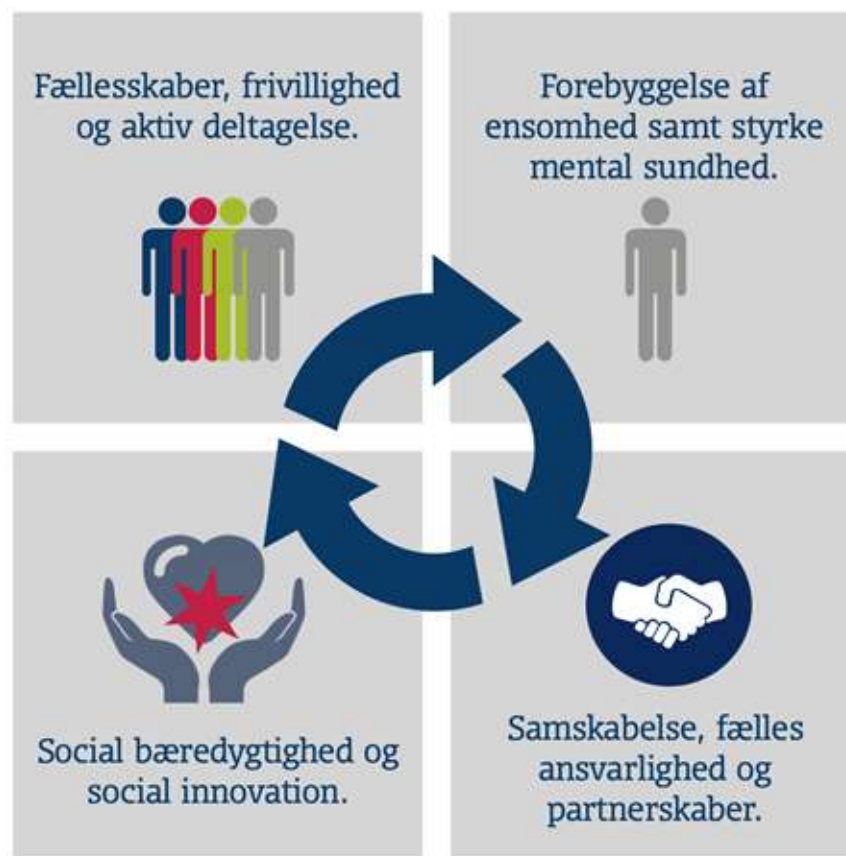 Fællesskaber, frivillighed
og aktiv deltagelse.
Forebyggelse af
ensomhed samt styrke
mental sundhed.
Social bæredygtighed og
social innovation.
Samskabelse, fælles
ansvarlighed og
partnerskaber.